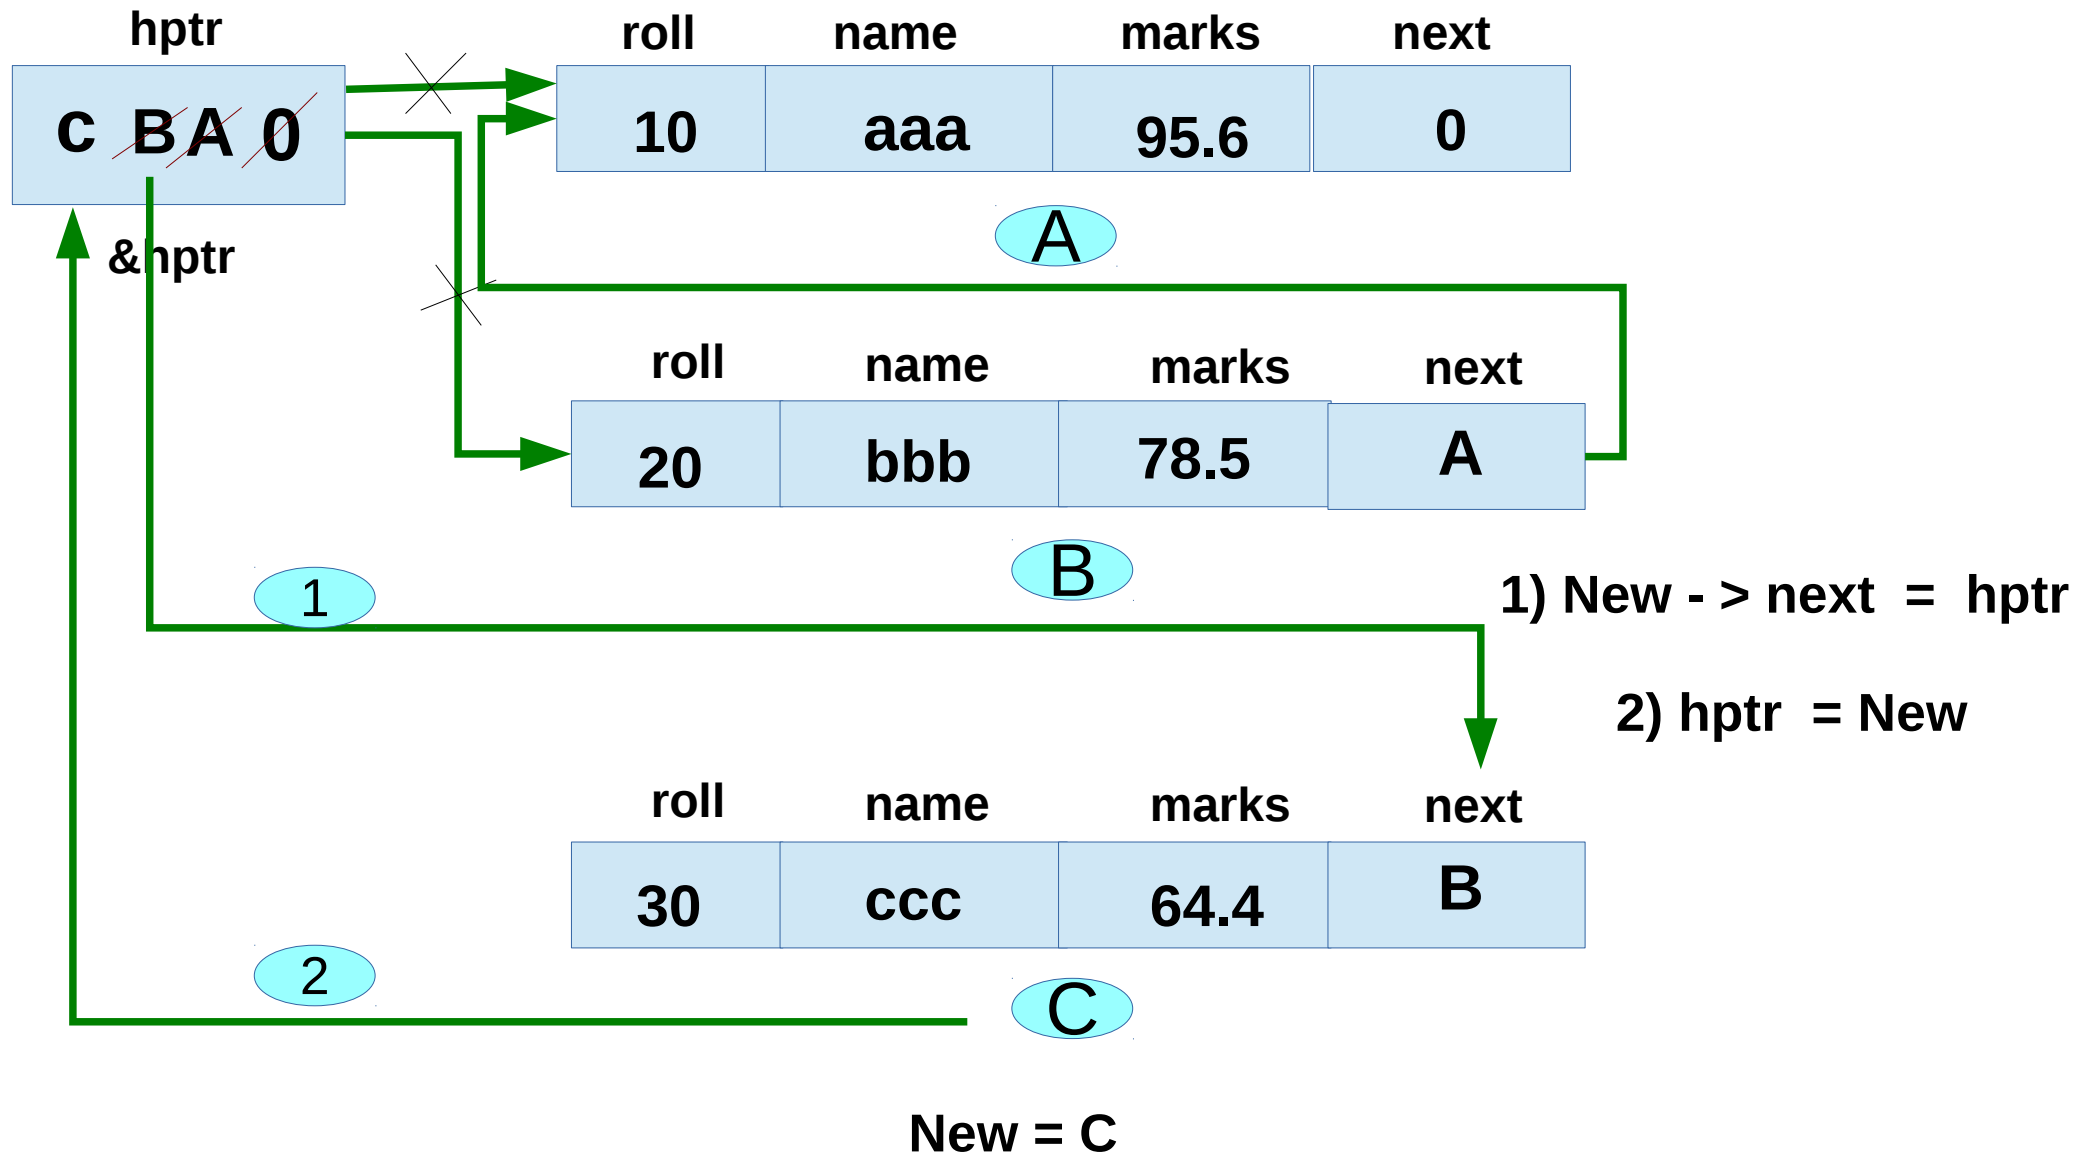 hptr
roll name marks next
c B A 0
10 aaa 95.6 0
A
&hptr
roll name marks next
20 bbb 78.5 A
B
1
1) New - > next = hptr
2) hptr = New
roll name marks next
30 ccc 64.4 B
2
C
New = C